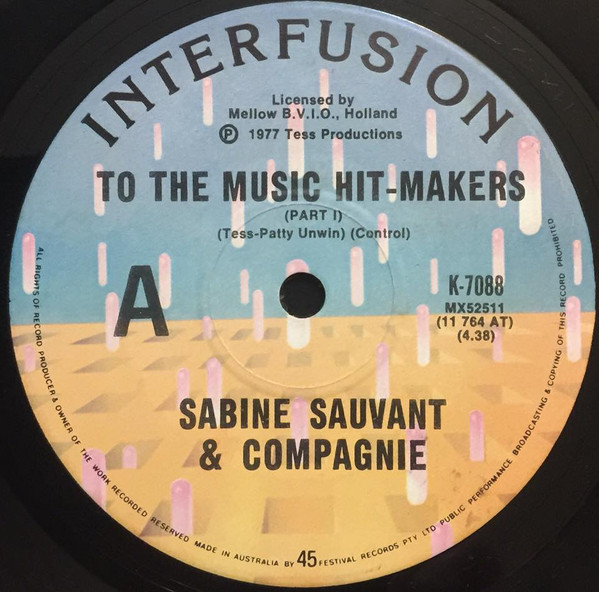 INTERFUSION
Licensed by
Mellow B.V.I.O., Holland
Ⓟ 1977 Tess Productions
TO THE MUSIC HIT-MAKERS
(PART I)
(Tess-Patty Unwin) (Control)
A
K-7088
MX52511
(11 764 AT)
(4.38)
SABINE SAUVANT
& COMPAGNIE
ALL RIGHTS OF RECORD PRODUCER & OWNER OF THE WORK RECORDED RESERVED MADE IN AUSTRALIA BY 45 FESTIVAL RECORDS PTY LTD PUBLIC PERFORMANCE BROADCASTING & COPYING OF THIS RECORD PROHIBITED